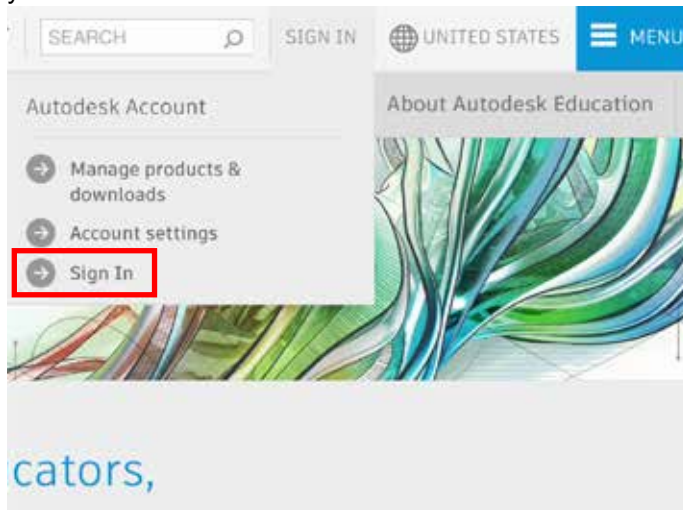 SEARCH
SIGN IN
UNITED STATES
MENU
Autodesk Account
About Autodesk Education
Manage products &
downloads
Account settings
Sign In
cators,